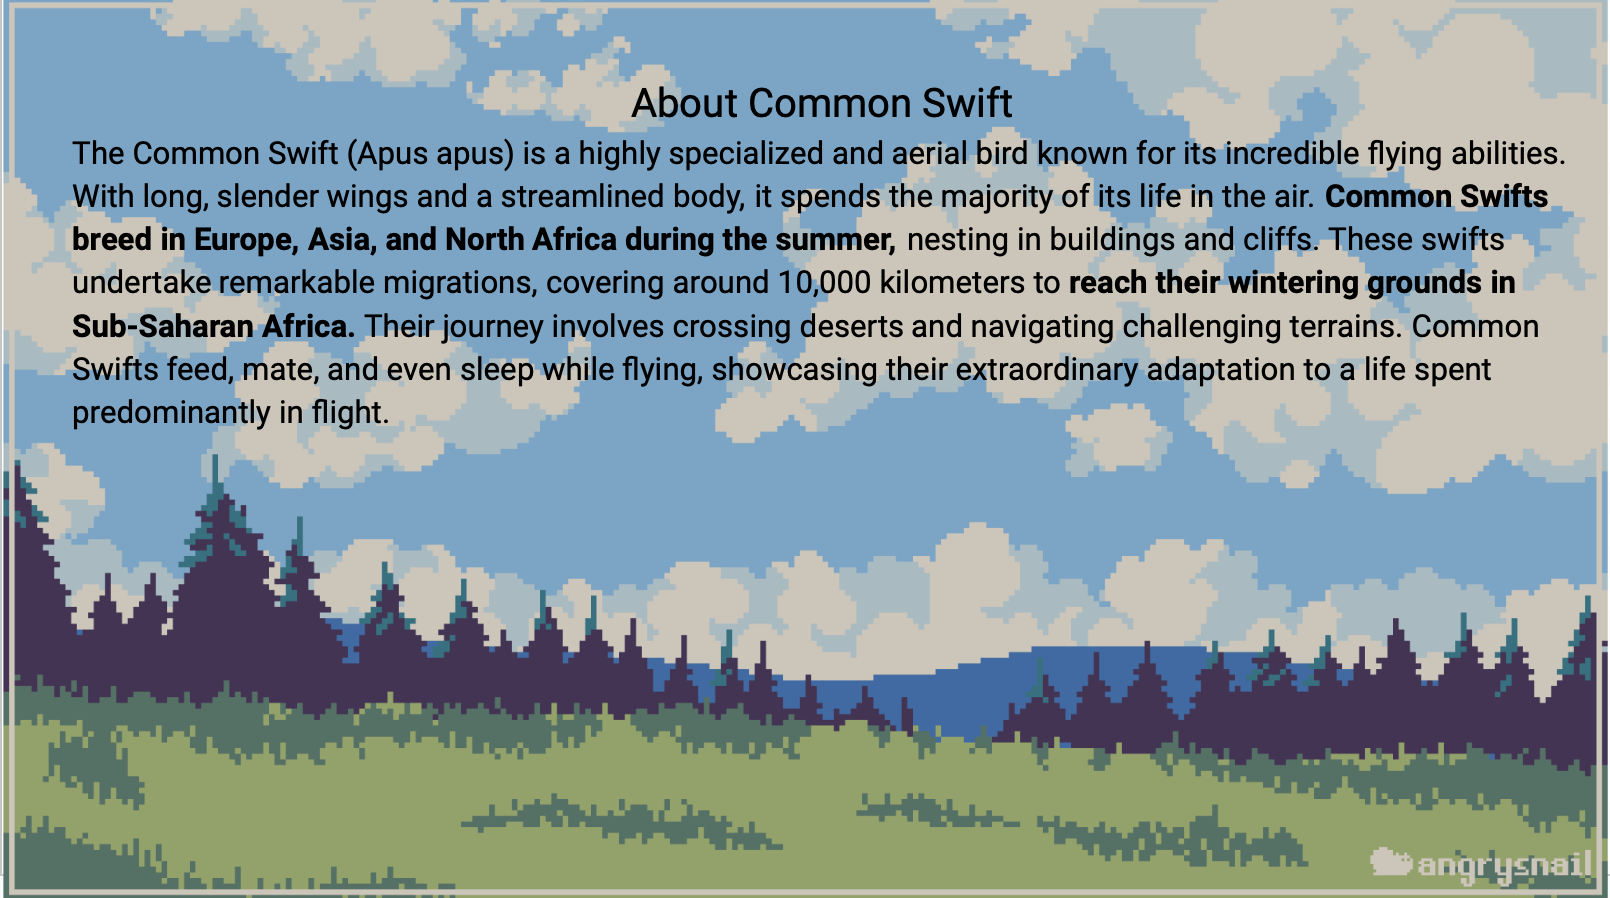 About Common Swift
The Common Swift (Apus apus) is a highly specialized and aerial bird known for its incredible flying abilities.
With long, slender wings and a streamlined body, it spends the majority of its life in the air. Common Swifts
breed in Europe, Asia, and North Africa during the summer, nesting in buildings and cliffs. These swifts
undertake remarkable migrations, covering around 10,000 kilometers to reach their wintering grounds in
Sub-Saharan Africa. Their journey involves crossing deserts and navigating challenging terrains. Common
Swifts feed, mate, and even sleep while flying, showcasing their extraordinary adaptation to a life spent
predominantly in flight.
angrysnail